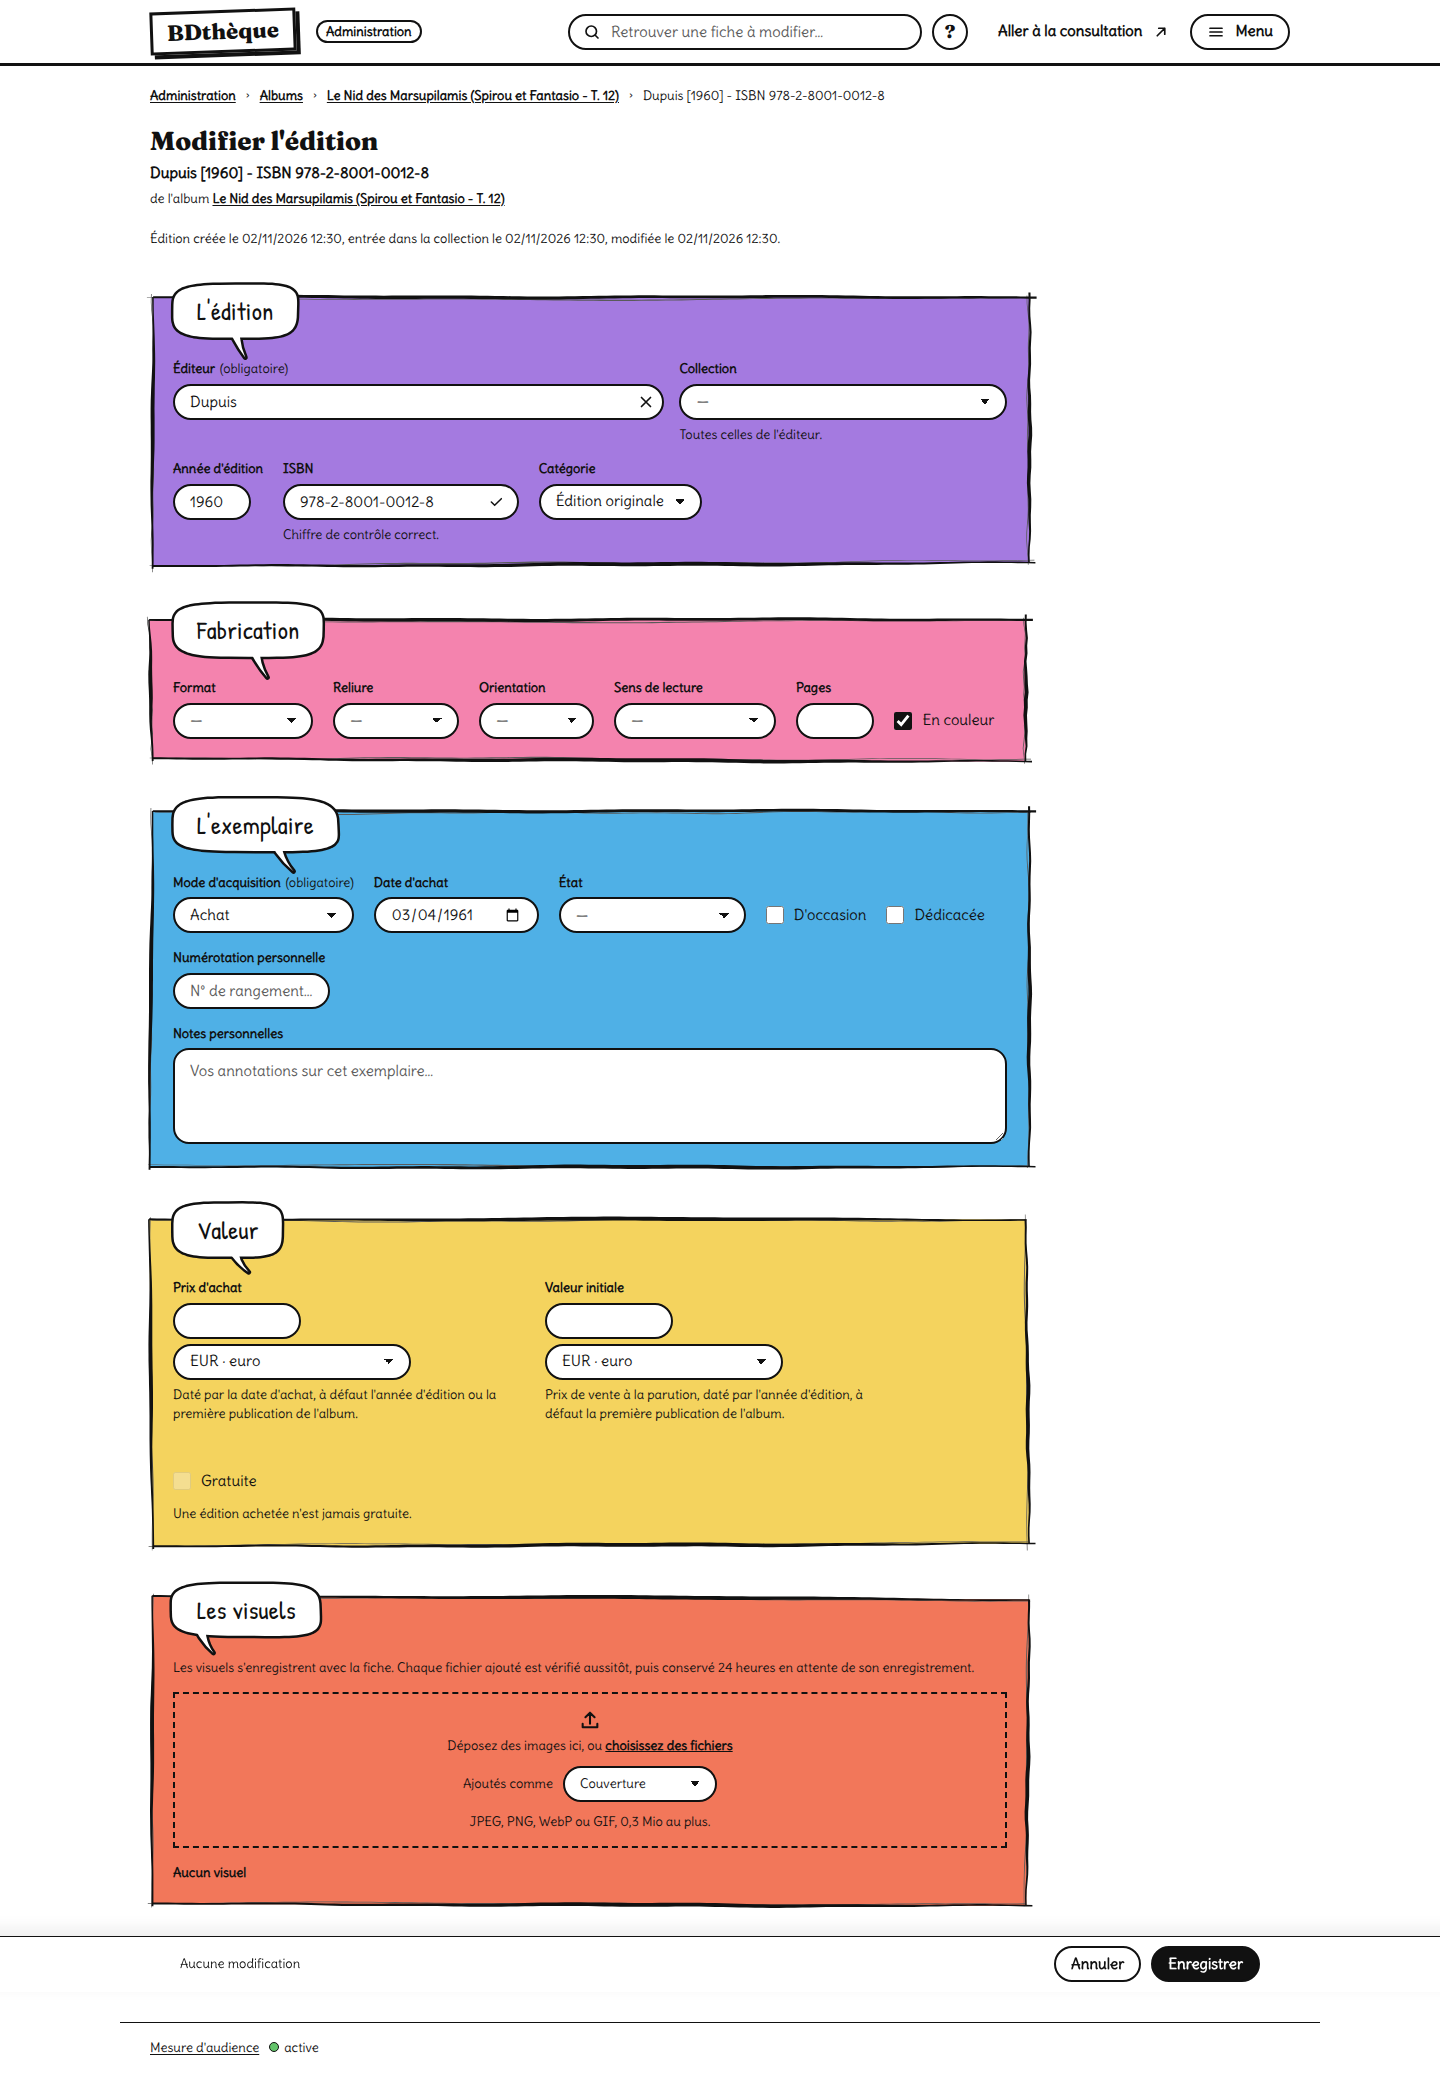 BDthèque Administration Retrouver une fiche à modifier... ? Aller à la consultation Menu
Administration › Albums › Le Nid des Marsupilamis (Spirou et Fantasio - T. 12) › Dupuis [1960] - ISBN 978-2-8001-0012-8
Modifier l'édition
Dupuis [1960] - ISBN 978-2-8001-0012-8
de l'album Le Nid des Marsupilamis (Spirou et Fantasio - T. 12)
Édition créée le 02/11/2026 12:30, entrée dans la collection le 02/11/2026 12:30, modifiée le 02/11/2026 12:30.
L'édition
Éditeur (obligatoire) Collection
Dupuis —
Toutes celles de l'éditeur.
Année d'édition ISBN Catégorie
1960 978-2-8001-0012-8 Édition originale
Chiffre de contrôle correct.
Fabrication
Format Reliure Orientation Sens de lecture Pages
— — — — En couleur
L'exemplaire
Mode d'acquisition (obligatoire) Date d'achat État
Achat 03/04/1961 — D'occasion Dédicacée
Numérotation personnelle
N° de rangement...
Notes personnelles
Vos annotations sur cet exemplaire...
Valeur
Prix d'achat Valeur initiale
EUR · euro EUR · euro
Daté par la date d'achat, à défaut l'année d'édition ou la Prix de vente à la parution, daté par l'année d'édition, à
première publication de l'album. défaut la première publication de l'album.
Gratuite
Une édition achetée n'est jamais gratuite.
Les visuels
Les visuels s'enregistrent avec la fiche. Chaque fichier ajouté est vérifié aussitôt, puis conservé 24 heures en attente de son enregistrement.
Déposez des images ici, ou choisissez des fichiers
Ajoutés comme Couverture
JPEG, PNG, WebP ou GIF, 0,3 Mio au plus.
Aucun visuel
Aucune modification Annuler Enregistrer
Mesure d'audience active